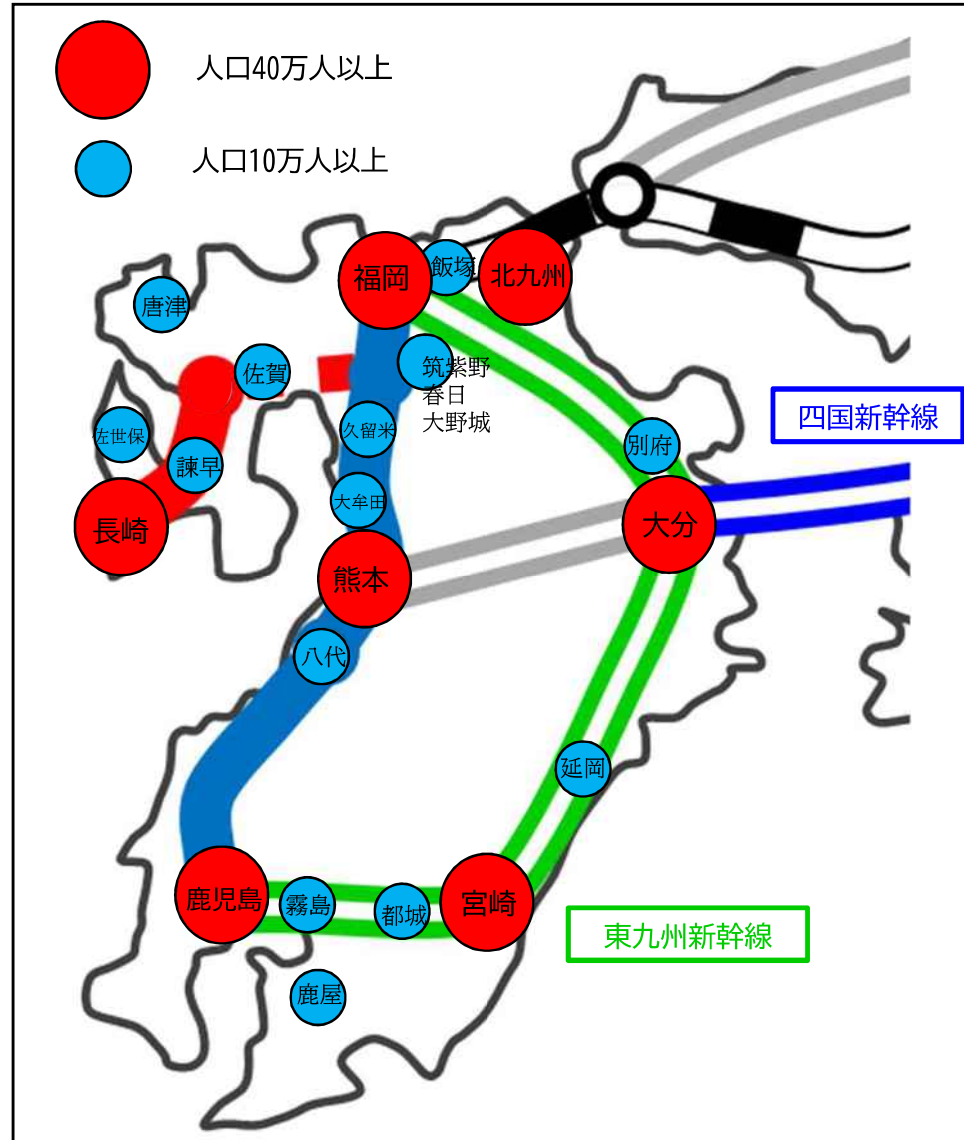 人口40万人以上
人口10万人以上
福岡
飯塚
北九州
唐津
佐賀
筑紫野
春日
大野城
佐世保
久留米
別府
四国新幹線
諫早
大牟田
長崎
大分
熊本
八代
延岡
鹿児島
霧島
都城
宮崎
東九州新幹線
鹿屋